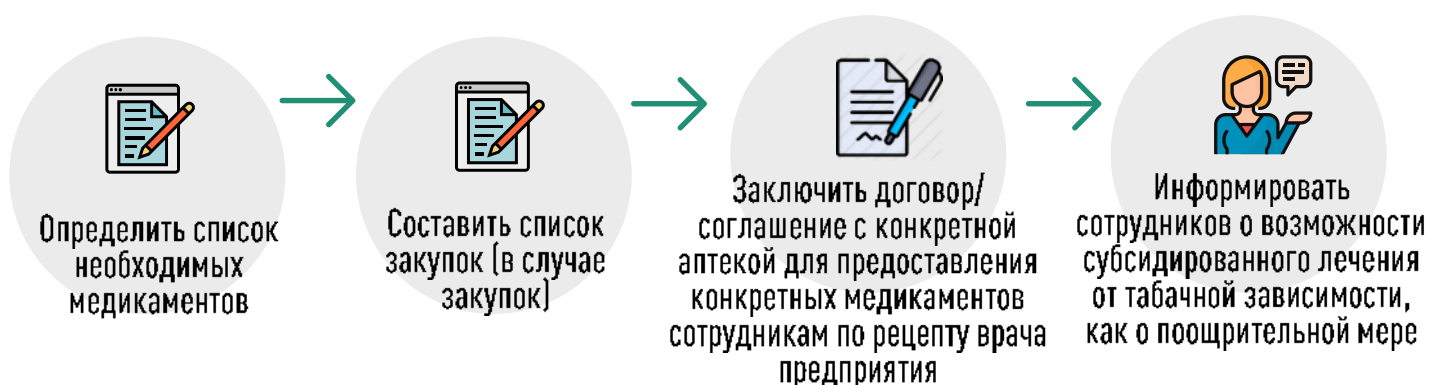 Определить список
необходимых
медикаментов
Составить список
закупок (в случае
закупок)
Заключить договор/
соглашение с конкретной
аптекой для предоставления
конкретных медикаментов
сотрудникам по рецепту врача
предприятия
Информировать
сотрудников о возможности
субсидированного лечения
от табачной зависимости,
как о поощрительной мере